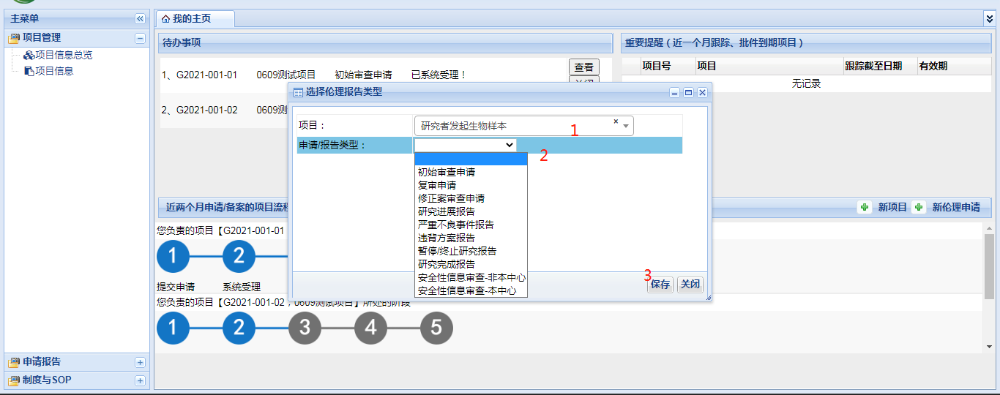 主菜单
项目管理
项目信息总览
项目信息
申请报告
制度与SOP
我的主页
待办事项
1、G2021-001-01 0609测试项目 初始审查申请 已系统受理！ 查看
2、G2021-001-02 0609测
重要提醒（近一个月跟踪、批件到期项目）
项目号 项目 跟踪截至日期 有效期
无记录
选择伦理报告类型
项目： 研究者发起生物样本 × 1
申请/报告类型： 2
初始审查申请
复审申请
修正案审查申请
研究进展报告
严重不良事件报告
违背方案报告
暂停/终止研究报告
研究完成报告
安全性信息审查-非本中心
安全性信息审查-本中心
3
保存 关闭
近两个月申请/备案的项目流程 新项目 新伦理申请
您负责的项目【G2021-001-01
1 2
提交申请 系统受理
您负责的项目【G2021-001-02，0609测试项目】所处的阶段
1 2 3 4 5